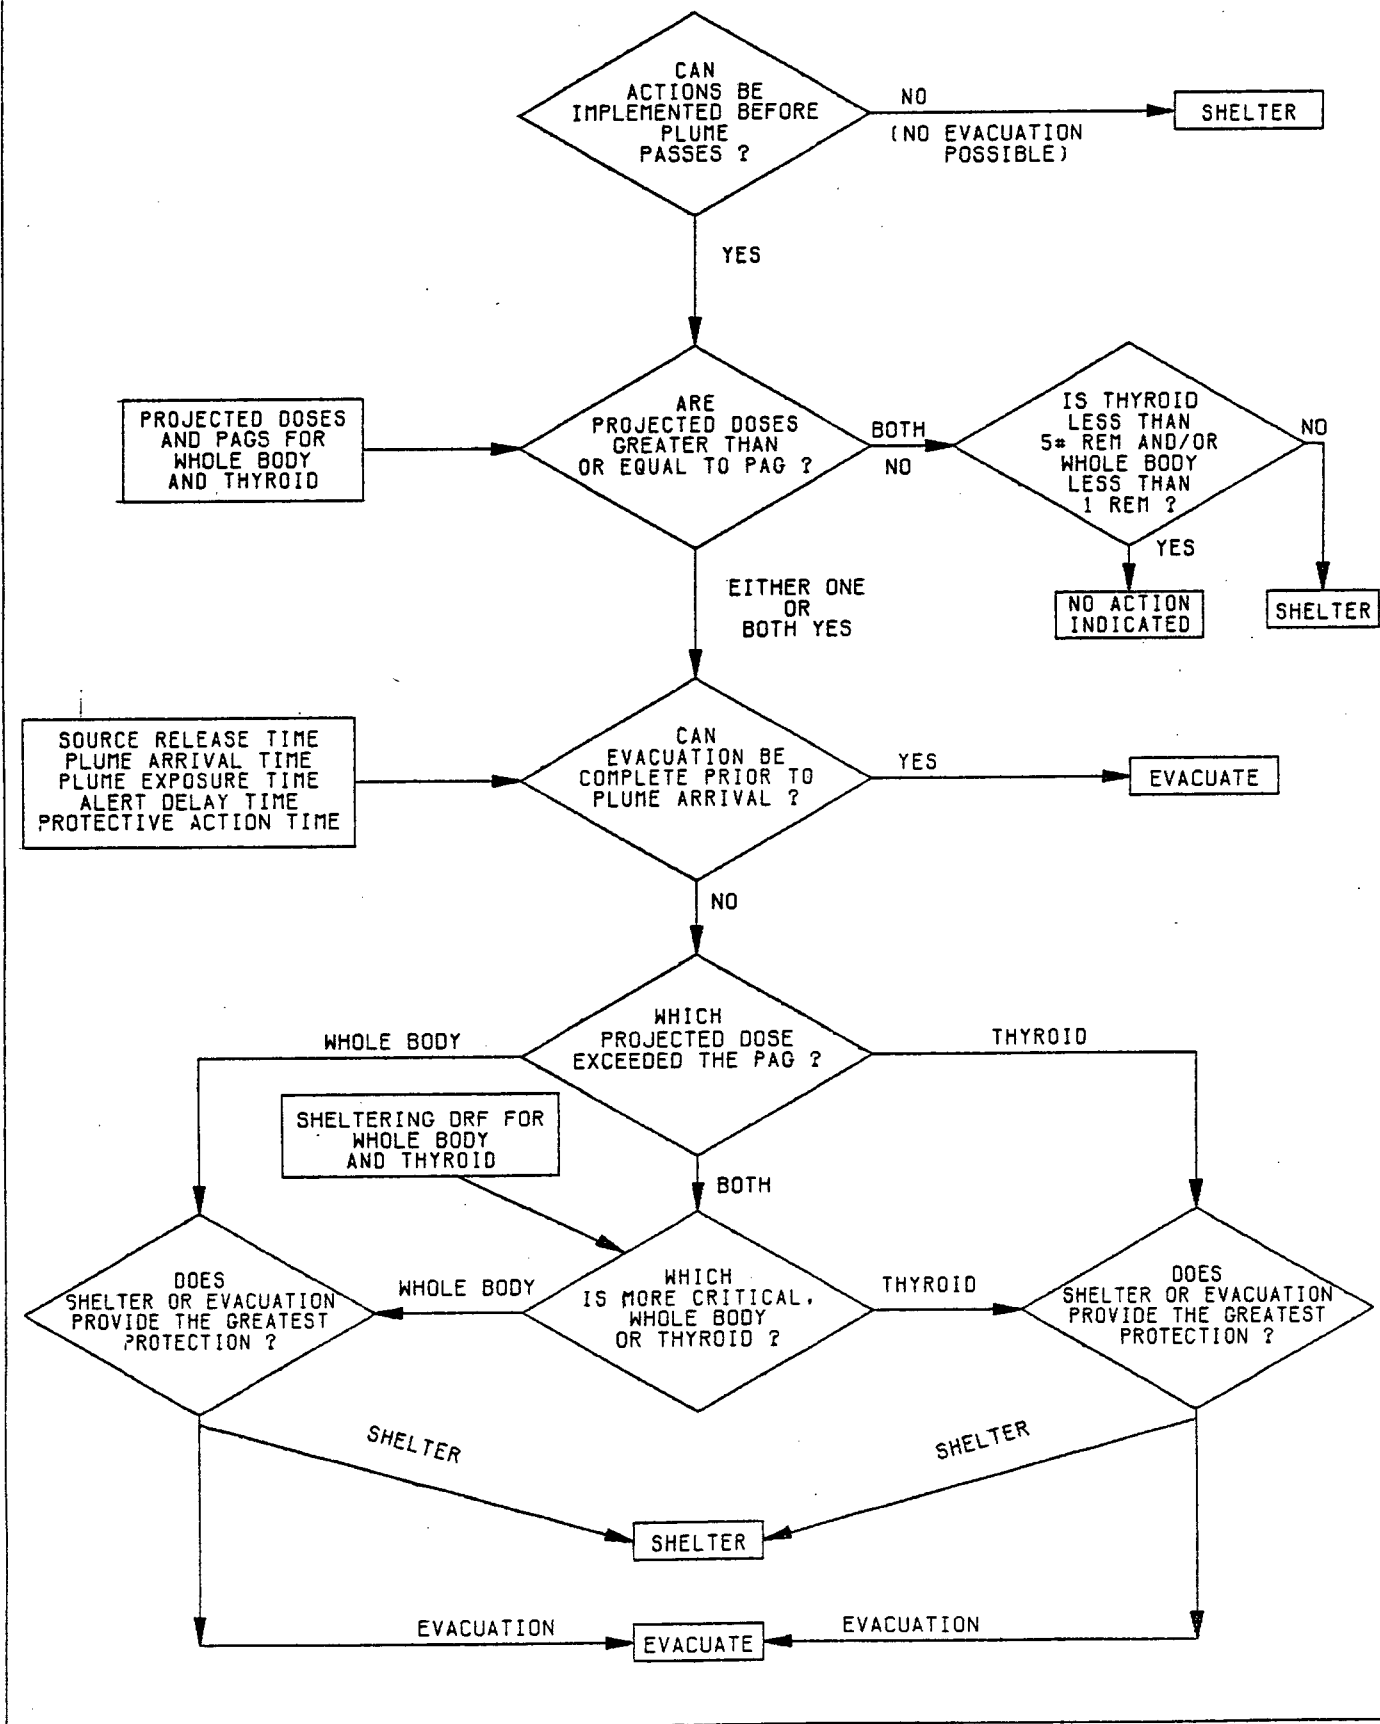 CAN
ACTIONS BE
IMPLEMENTED BEFORE
PLUME
PASSES ?
NO
(NO EVACUATION
POSSIBLE)
SHELTER
YES
PROJECTED DOSES
AND PAGS FOR
WHOLE BODY
AND THYROID
ARE
PROJECTED DOSES
GREATER THAN
OR EQUAL TO PAG ?
BOTH
NO
IS THYROID
LESS THAN
5# REM AND/OR
WHOLE BODY
LESS THAN
1 REM ?
NO
YES
NO ACTION
INDICATED
SHELTER
EITHER ONE
OR
BOTH YES
SOURCE RELEASE TIME
PLUME ARRIVAL TIME
PLUME EXPOSURE TIME
ALERT DELAY TIME
PROTECTIVE ACTION TIME
CAN
EVACUATION BE
COMPLETE PRIOR TO
PLUME ARRIVAL ?
YES
EVACUATE
NO
WHICH
PROJECTED DOSE
EXCEEDED THE PAG ?
WHOLE BODY
THYROID
SHELTERING DRF FOR
WHOLE BODY
AND THYROID
BOTH
DOES
SHELTER OR EVACUATION
PROVIDE THE GREATEST
PROTECTION ?
WHOLE BODY
WHICH
IS MORE CRITICAL,
WHOLE BODY
OR THYROID ?
THYROID
DOES
SHELTER OR EVACUATION
PROVIDE THE GREATEST
PROTECTION ?
SHELTER
SHELTER
SHELTER
EVACUATION
EVACUATE
EVACUATION